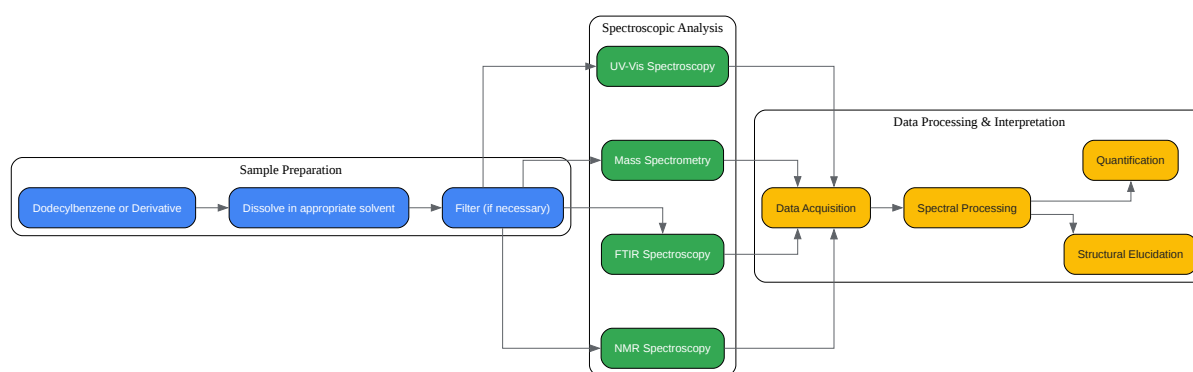 Sample Preparation
Dodecylbenzene or Derivative
Dissolve in appropriate solvent
Filter (if necessary)
Spectroscopic Analysis
UV-Vis Spectroscopy
Mass Spectrometry
FTIR Spectroscopy
NMR Spectroscopy
Data Processing & Interpretation
Data Acquisition
Spectral Processing
Quantification
Structural Elucidation